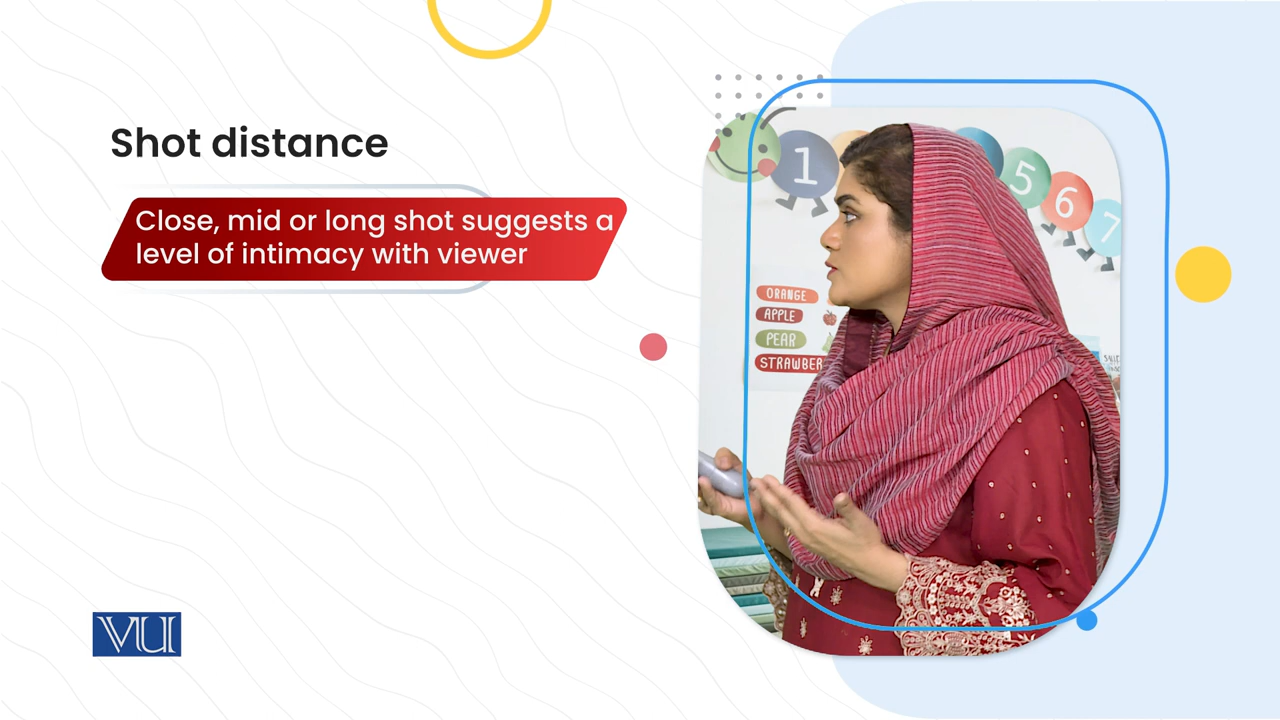 Shot distance
Close, mid or long shot suggests a
level of intimacy with viewer
1
5
6
7
ORANGE
APPLE
PEAR
STRAWBER
VU